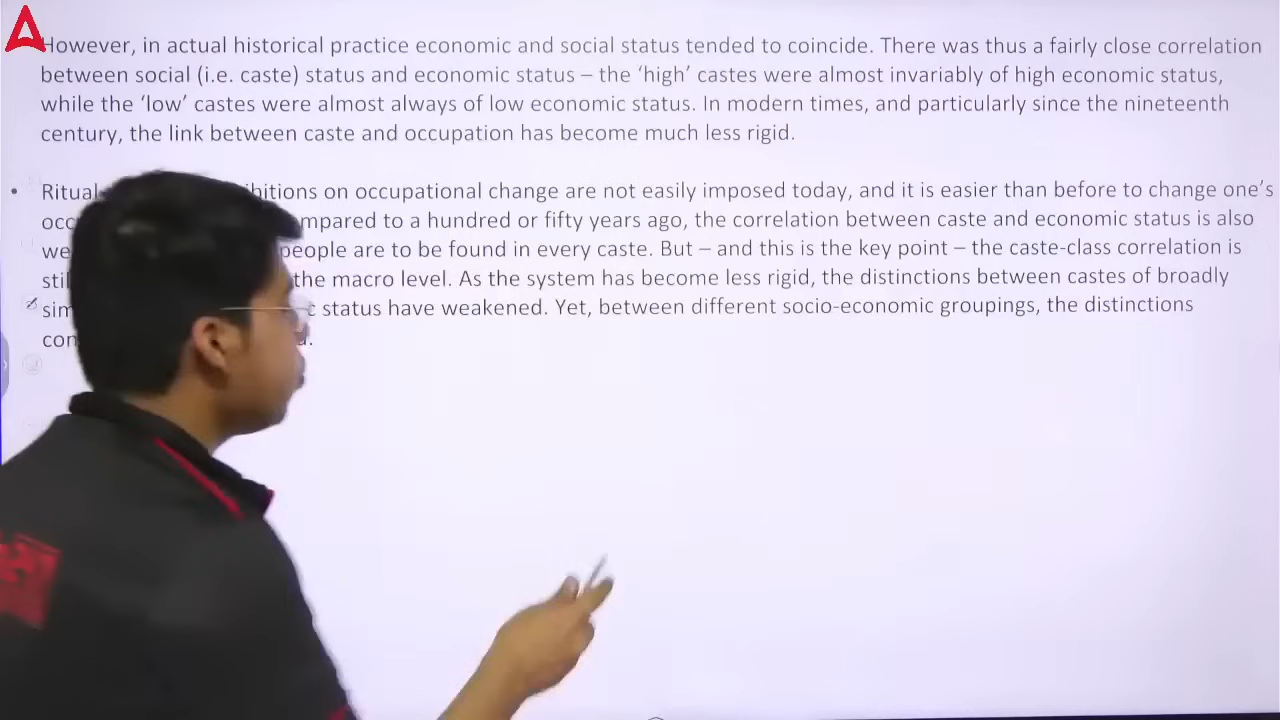 However, in actual historical practice economic and social status tended to coincide. There was thus a fairly close correlation
between social (i.e. caste) status and economic status – the ‘high’ castes were almost invariably of high economic status,
while the ‘low’ castes were almost always of low economic status. In modern times, and particularly since the nineteenth
century, the link between caste and occupation has become much less rigid.
• Ritual on occupational change are not easily imposed today, and it is easier than before to change one’s
a hundred or fifty years ago, the correlation between caste and economic status is also
people are to be found in every caste. But – and this is the key point – the caste-class correlation is
the macro level. As the system has become less rigid, the distinctions between castes of broadly
status have weakened. Yet, between different socio-economic groupings, the distinctions